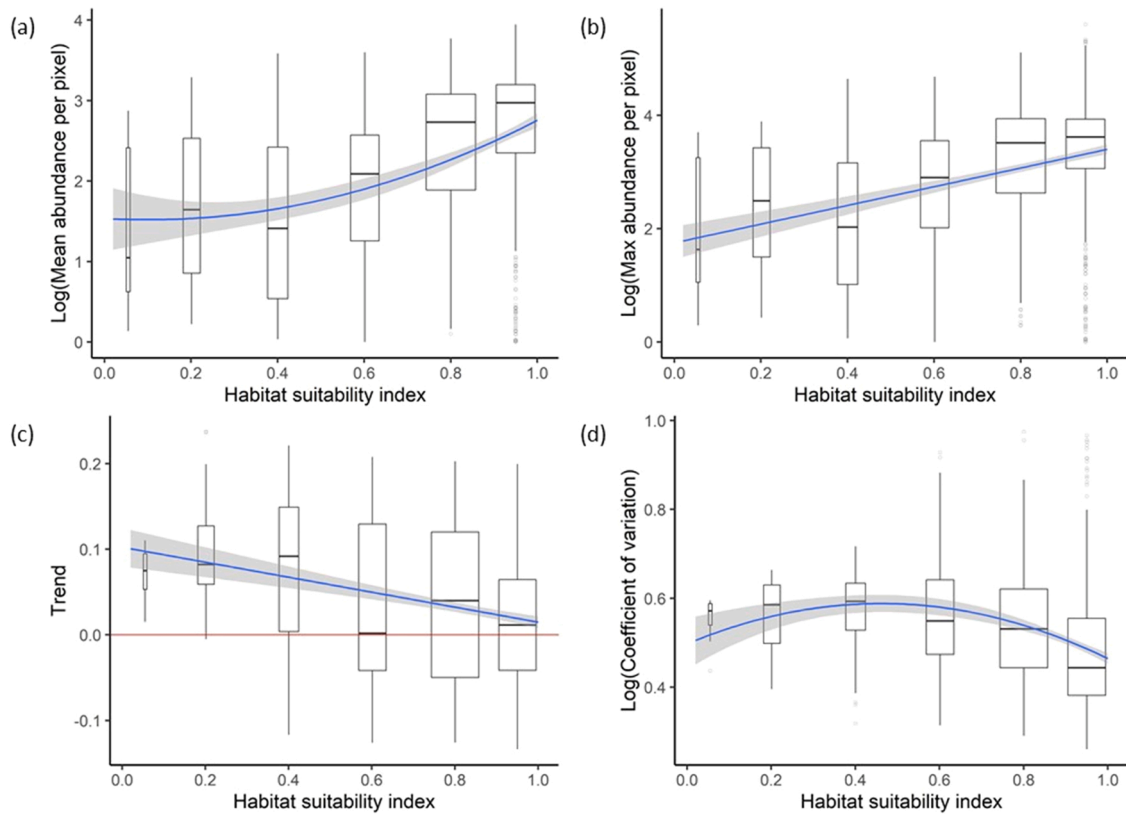 (a)
Log(Mean abundance per pixel)
4
3
2
1
0
0.0 0.2 0.4 0.6 0.8 1.0
Habitat suitability index
(b)
Log(Max abundance per pixel)
4
2
0
0.0 0.2 0.4 0.6 0.8 1.0
Habitat suitability index
(c)
Trend
0.2
0.1
0.0
-0.1
0.0 0.2 0.4 0.6 0.8 1.0
Habitat suitability index
(d)
Log(Coefficient of variation)
1.0
0.8
0.6
0.4
0.0 0.2 0.4 0.6 0.8 1.0
Habitat suitability index